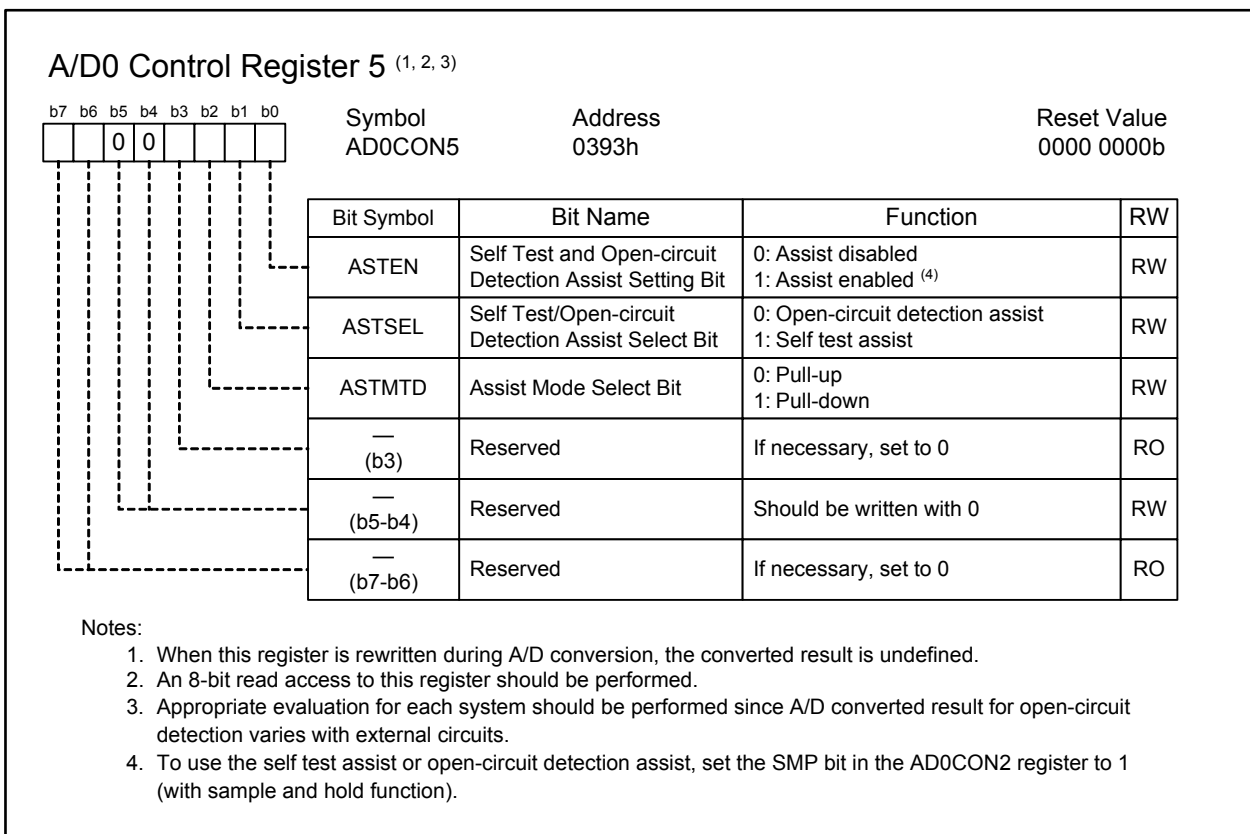 A/D0 Control Register 5 (1, 2, 3)
b7 b6 b5 b4 b3 b2 b1 b0
0 0
Symbol Address Reset Value
AD0CON5 0393h 0000 0000b
Bit Symbol Bit Name Function RW
ASTEN Self Test and Open-circuit Detection Assist Setting Bit 0: Assist disabled 1: Assist enabled (4) RW
ASTSEL Self Test/Open-circuit Detection Assist Select Bit 0: Open-circuit detection assist 1: Self test assist RW
ASTMTD Assist Mode Select Bit 0: Pull-up 1: Pull-down RW
— (b3) Reserved If necessary, set to 0 RO
— (b5-b4) Reserved Should be written with 0 RW
— (b7-b6) Reserved If necessary, set to 0 RO
Notes:
1. When this register is rewritten during A/D conversion, the converted result is undefined.
2. An 8-bit read access to this register should be performed.
3. Appropriate evaluation for each system should be performed since A/D converted result for open-circuit
detection varies with external circuits.
4. To use the self test assist or open-circuit detection assist, set the SMP bit in the AD0CON2 register to 1
(with sample and hold function).